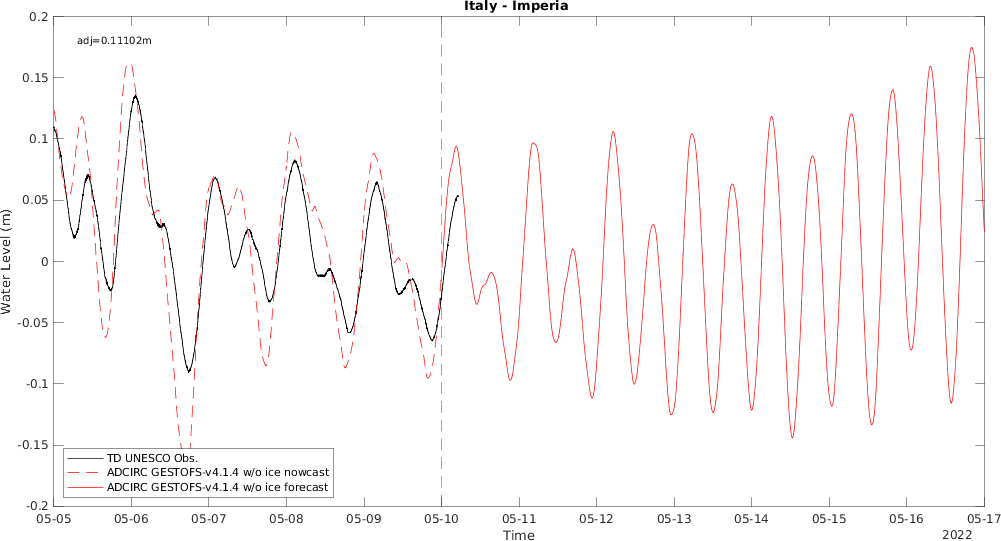 Italy - Imperia
adj=0.11102m
0.2
0.15
0.1
0.05
0
-0.05
-0.1
-0.15
-0.2
Water Level (m)
TD UNESCO Obs.
ADCIRC GESTOFS-v4.1.4 w/o ice nowcast
ADCIRC GESTOFS-v4.1.4 w/o ice forecast
05-05 05-06 05-07 05-08 05-09 05-10 05-11 05-12 05-13 05-14 05-15 05-16 05-17
Time
2022